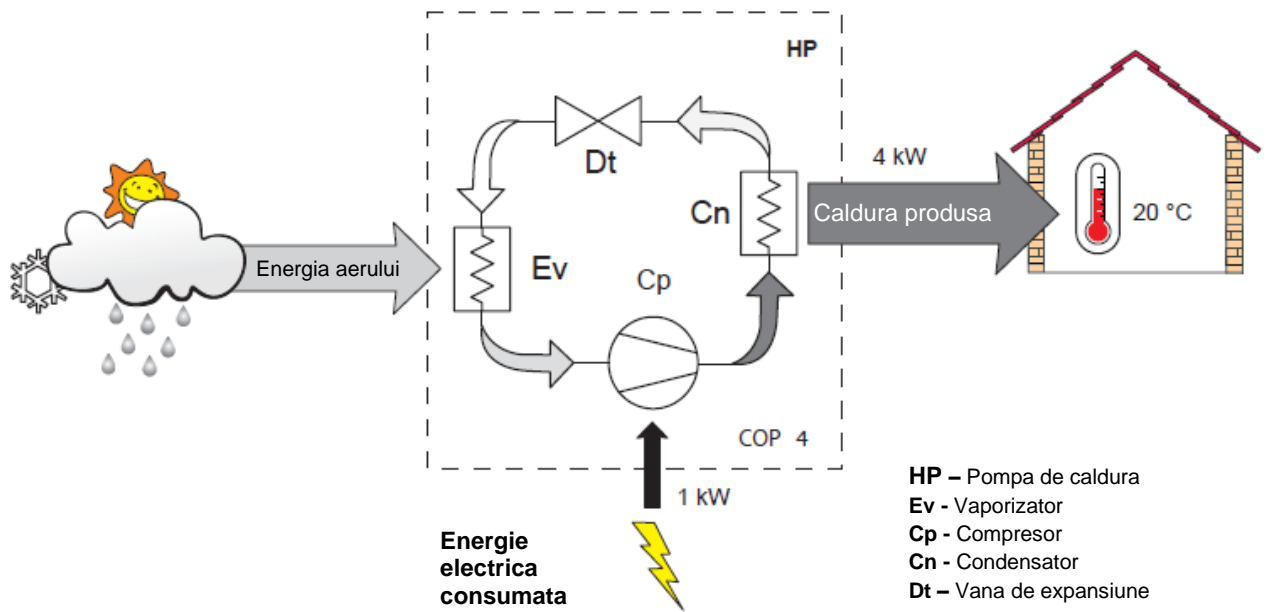 HP
Dt
4 kW
Cn
Caldura produsa
20 °C
Energia aerului
Ev
Cp
COP 4
1 kW
Energie
electrica
consumata
HP – Pompa de caldura
Ev - Vaporizator
Cp - Compresor
Cn - Condensator
Dt – Vana de expansiune